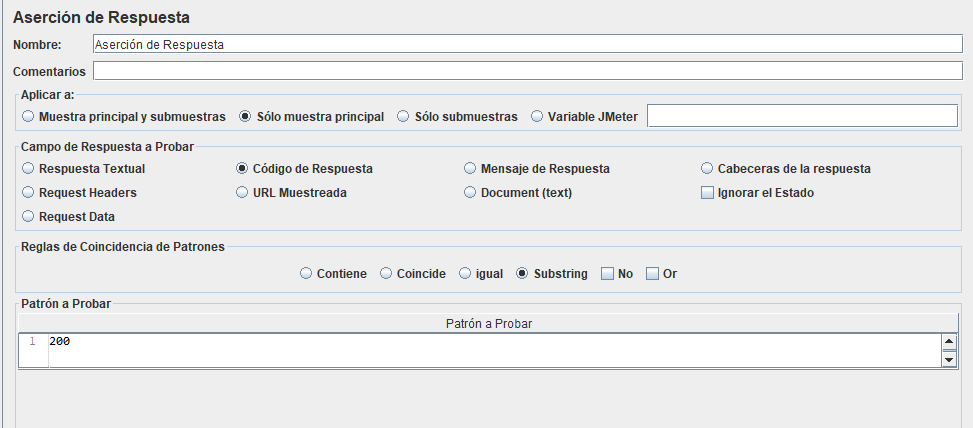 Aserción de Respuesta
Nombre: Aserción de Respuesta
Comentarios
Aplicar a:
Muestra principal y submuestras Sólo muestra principal Sólo submuestras Variable JMeter
Campo de Respuesta a Probar
Respuesta Textual Código de Respuesta Mensaje de Respuesta Cabeceras de la respuesta
Request Headers URL Muestreada Document (text) Ignorar el Estado
Request Data
Reglas de Coincidencia de Patrones
Contiene Coincide igual Substring No Or
Patrón a Probar
Patrón a Probar
1 200